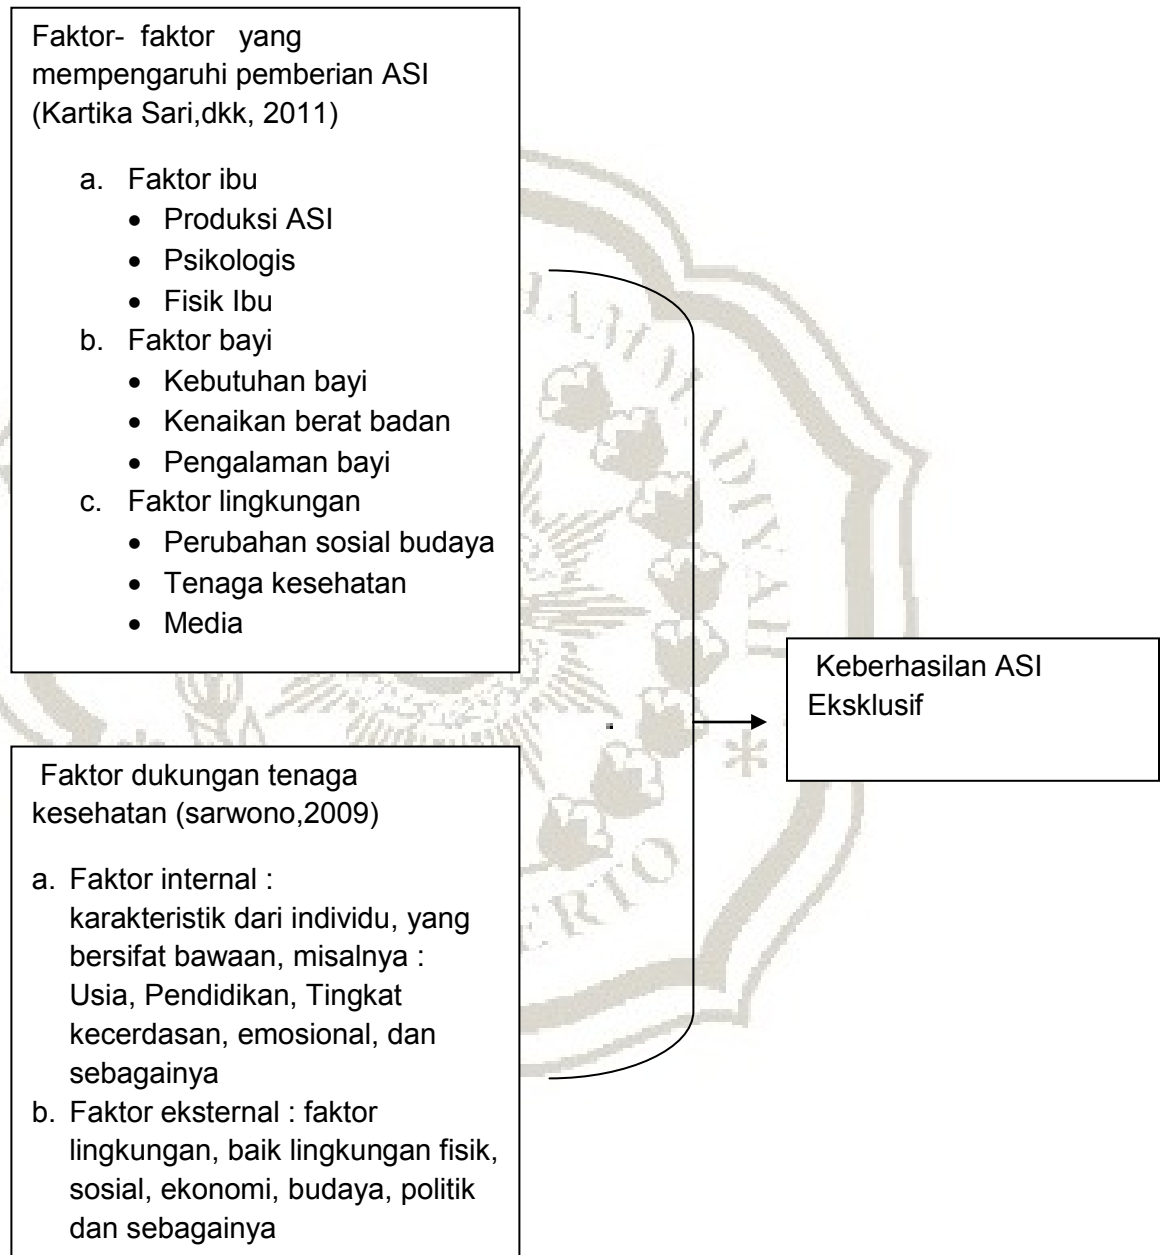 Faktor- faktor yang
mempengaruhi pemberian ASI
(Kartika Sari,dkk, 2011)
a. Faktor ibu
• Produksi ASI
• Psikologis
• Fisik Ibu
b. Faktor bayi
• Kebutuhan bayi
• Kenaikan berat badan
• Pengalaman bayi
c. Faktor lingkungan
• Perubahan sosial budaya
• Tenaga kesehatan
• Media
Keberhasilan ASI
Eksklusif
Faktor dukungan tenaga
kesehatan (sarwono,2009)
a. Faktor internal :
karakteristik dari individu, yang
bersifat bawaan, misalnya :
Usia, Pendidikan, Tingkat
kecerdasan, emosional, dan
sebagainya
b. Faktor eksternal : faktor
lingkungan, baik lingkungan fisik,
sosial, ekonomi, budaya, politik
dan sebagainya